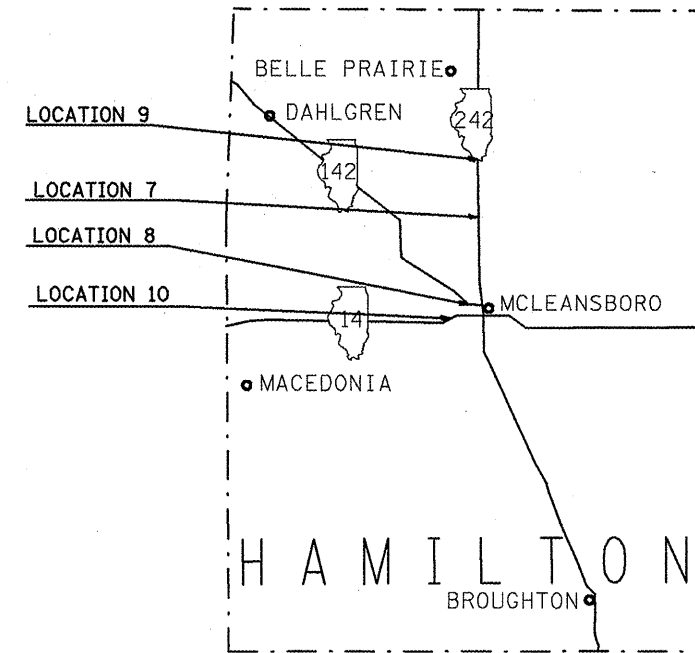 BELLE PRAIRIE
LOCATION 9
DAHLGREN
242
142
LOCATION 7
LOCATION 8
LOCATION 10
MCLEANSBORO
14
MACEDONIA
HAMILTON
BROUGHTON